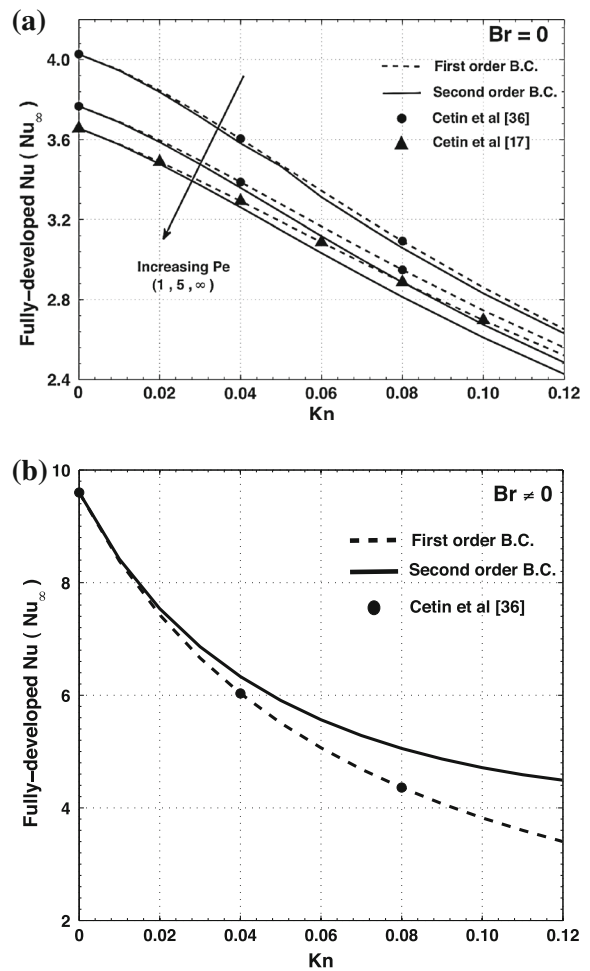 (a)
Br = 0
First order B.C.
Second order B.C.
Cetin et al [36]
Cetin et al [17]
Increasing Pe
(1 , 5 , ∞ )
Fully−developed Nu ( Nu∞ )
4.0
3.6
3.2
2.8
2.4
0
0.02
0.04
0.06
0.08
0.10
0.12
Kn
(b)
Br ≠ 0
First order B.C.
Second order B.C.
Cetin et al [36]
Fully−developed Nu ( Nu∞ )
10
8
6
4
2
0
0.02
0.04
0.06
0.08
0.10
0.12
Kn